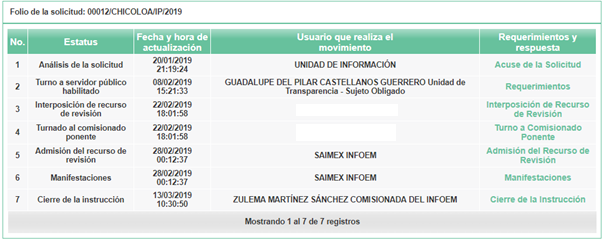 Folio de la solicitud: 00012/CHICOLOA/IP/2019
No. Estatus Fecha y hora de actualización Usuario que realiza el movimiento Requerimientos y respuesta
1 Análisis de la solicitud 20/01/2019 21:19:24 UNIDAD DE INFORMACIÓN Acuse de la Solicitud
2 Turno a servidor público habilitado 08/02/2019 15:21:33 GUADALUPE DEL PILAR CASTELLANOS GUERRERO Unidad de Transparencia - Sujeto Obligado Requerimientos
3 Interposición de recurso de revisión 22/02/2019 18:01:58 Interposición de Recurso de Revisión
4 Turnado al comisionado ponente 22/02/2019 18:01:58 Turno a Comisionado Ponente
5 Admisión del recurso de revisión 28/02/2019 00:12:37 SAIMEX INFOEM Admisión del Recurso de Revisión
6 Manifestaciones 28/02/2019 00:12:37 SAIMEX INFOEM Manifestaciones
7 Cierre de la instrucción 13/03/2019 10:30:50 ZULEMA MARTÍNEZ SÁNCHEZ COMISIONADA DEL INFOEM Cierre de la Instrucción
Mostrando 1 al 7 de 7 registros